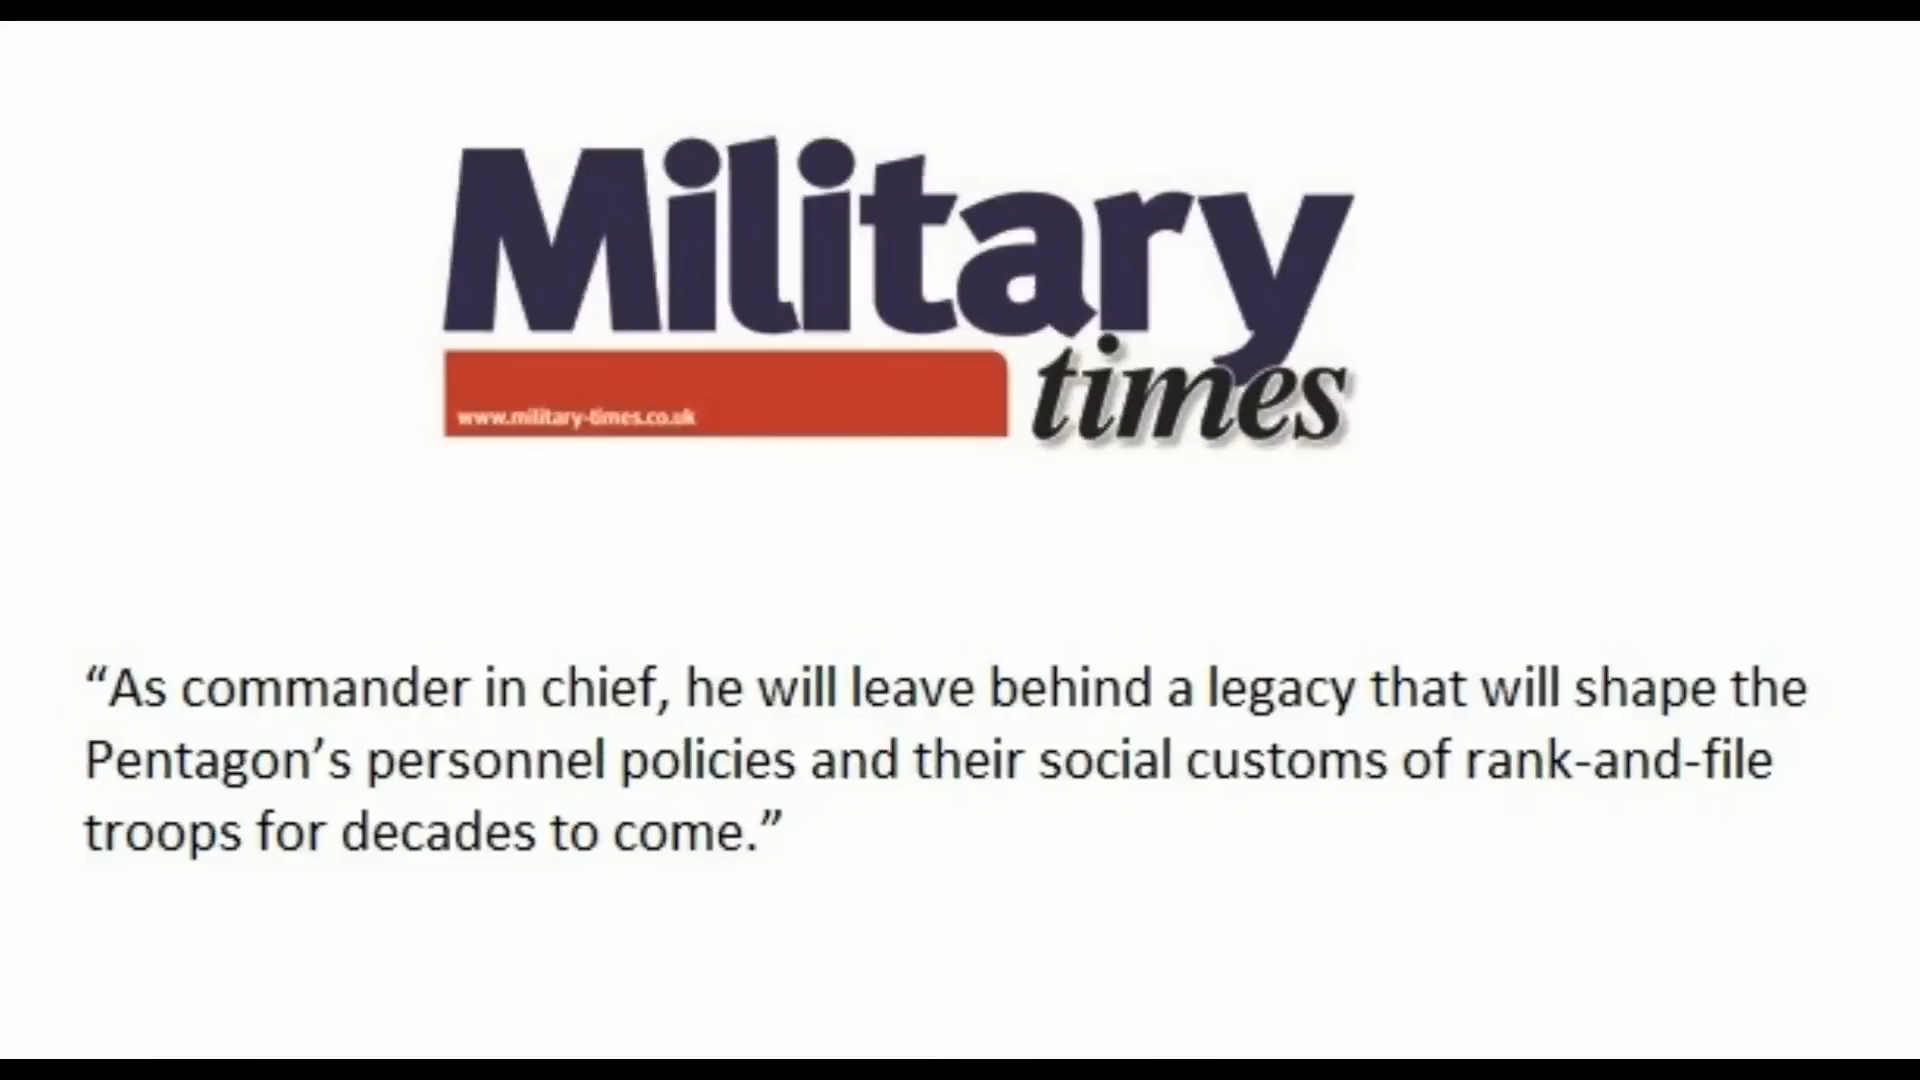 Military
times
www.military-times.co.uk
“As commander in chief, he will leave behind a legacy that will shape the
Pentagon’s personnel policies and their social customs of rank-and-file
troops for decades to come.”